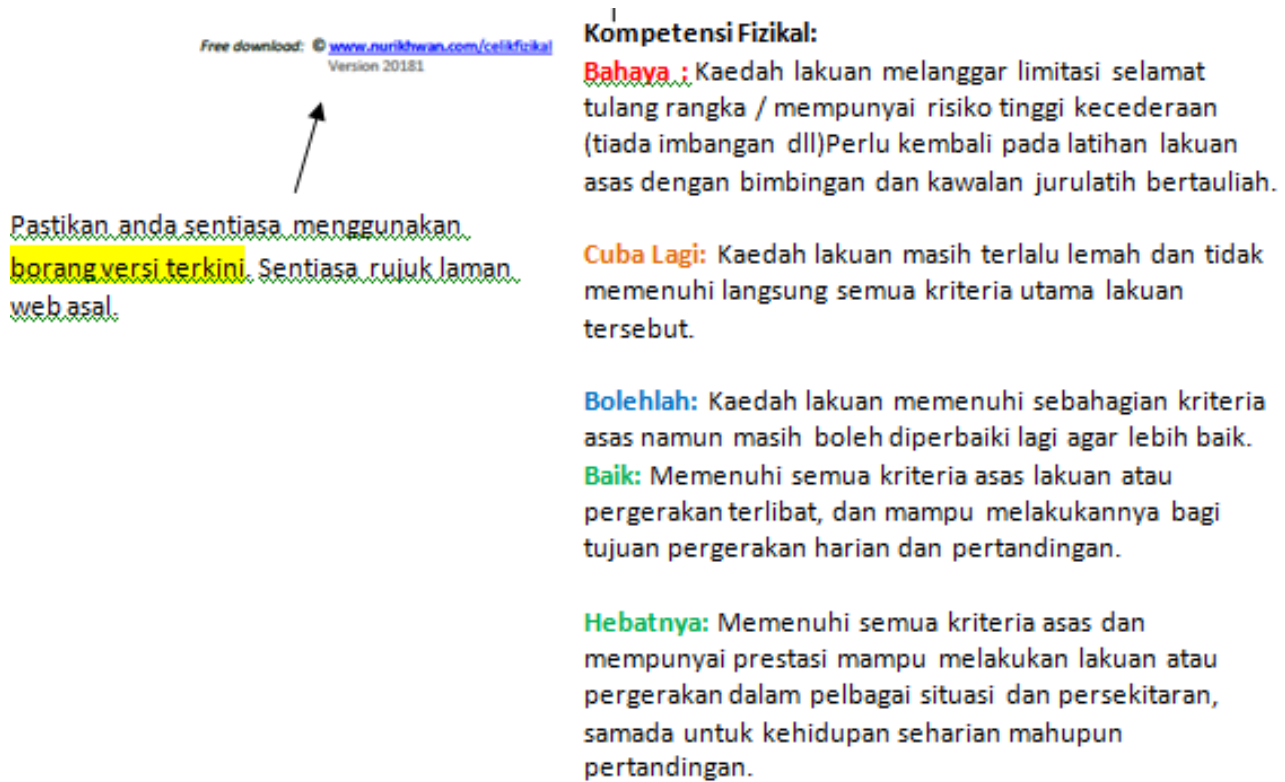 Free download: © www.nurikhwan.com/celikfizikal
Version 20181
Pastikan anda sentiasa menggunakan
borang versi terkini. Sentiasa rujuk laman
web asal.
Kompetensi Fizikal:
Bahaya : Kaedah lakuan melanggar limitasi selamat
tulang rangka / mempunyai risiko tinggi kecederaan
(tiada imbangan dll)Perlu kembali pada latihan lakuan
asas dengan bimbingan dan kawalan jurulatih bertauliah.
Cuba Lagi: Kaedah lakuan masih terlalu lemah dan tidak
memenuhi langsung semua kriteria utama lakuan
tersebut.
Bolehlah: Kaedah lakuan memenuhi sebahagian kriteria
asas namun masih boleh diperbaiki lagi agar lebih baik.
Baik: Memenuhi semua kriteria asas lakuan atau
pergerakan terlibat, dan mampu melakukannya bagi
tujuan pergerakan harian dan pertandingan.
Hebatnya: Memenuhi semua kriteria asas dan
mempunyai prestasi mampu melakukan lakuan atau
pergerakan dalam pelbagai situasi dan persekitaran,
samada untuk kehidupan seharian mahupun
pertandingan.